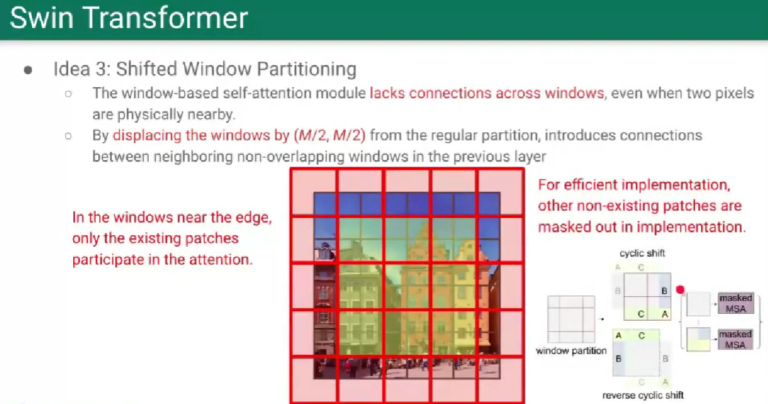 Swin Transformer
● Idea 3: Shifted Window Partitioning
○ The window-based self-attention module lacks connections across windows, even when two pixels
are physically nearby.
○ By displacing the windows by (M/2, M/2) from the regular partition, introduces connections
between neighboring non-overlapping windows in the previous layer
In the windows near the edge,
only the existing patches
participate in the attention.
For efficient implementation,
other non-existing patches are
masked out in implementation.
cyclic shift
A C
B B
C A
masked
MSA
masked
MSA
window partition
A C
B B
C A
reverse cyclic shift